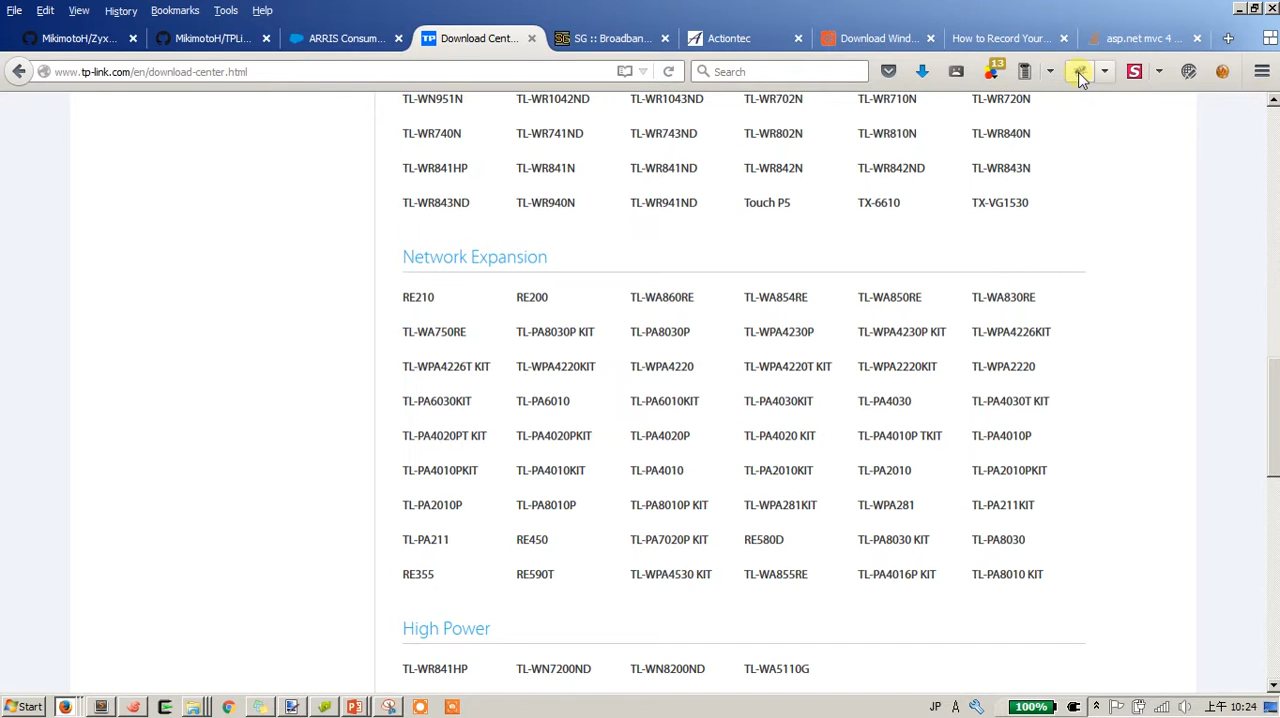 File Edit View History Bookmarks Tools Help
MikimotoH/Zyx... MikimotoH/TPLi... ARRIS Consum... TP Download Cent... SG SG :: Broadban... Actiontec Download Wind... How to Record Your... asp.net mvc 4 ...
www.tp-link.com/en/download-center.html Search 13 S
TL-WN951N TL-WR1042ND TL-WR1043ND TL-WR702N TL-WR710N TL-WR720N
TL-WR740N TL-WR741ND TL-WR743ND TL-WR802N TL-WR810N TL-WR840N
TL-WR841HP TL-WR841N TL-WR841ND TL-WR842N TL-WR842ND TL-WR843N
TL-WR843ND TL-WR940N TL-WR941ND Touch P5 TX-6610 TX-VG1530
Network Expansion
RE210 RE200 TL-WA860RE TL-WA854RE TL-WA850RE TL-WA830RE
TL-WA750RE TL-PA8030P KIT TL-PA8030P TL-WPA4230P TL-WPA4230P KIT TL-WPA4226KIT
TL-WPA4226T KIT TL-WPA4220KIT TL-WPA4220 TL-WPA4220T KIT TL-WPA2220KIT TL-WPA2220
TL-PA6030KIT TL-PA6010 TL-PA6010KIT TL-PA4030KIT TL-PA4030 TL-PA4030T KIT
TL-PA4020PT KIT TL-PA4020PKIT TL-PA4020P TL-PA4020 KIT TL-PA4010P TKIT TL-PA4010P
TL-PA4010PKIT TL-PA4010KIT TL-PA4010 TL-PA2010KIT TL-PA2010 TL-PA2010PKIT
TL-PA2010P TL-PA8010P TL-PA8010P KIT TL-WPA281KIT TL-WPA281 TL-PA211KIT
TL-PA211 RE450 TL-PA7020P KIT RE580D TL-PA8030 KIT TL-PA8030
RE355 RE590T TL-WPA4530 KIT TL-WA855RE TL-PA4016P KIT TL-PA8010 KIT
High Power
TL-WR841HP TL-WN7200ND TL-WN8200ND TL-WA5110G
Start JP 100% 上午 10:24